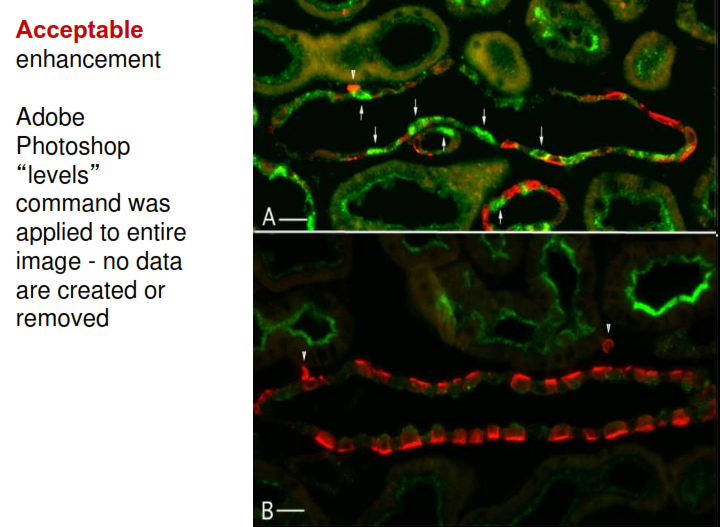 Acceptable
enhancement
Adobe
Photoshop
“levels”
command was
applied to entire
image - no data
are created or
removed
A
B